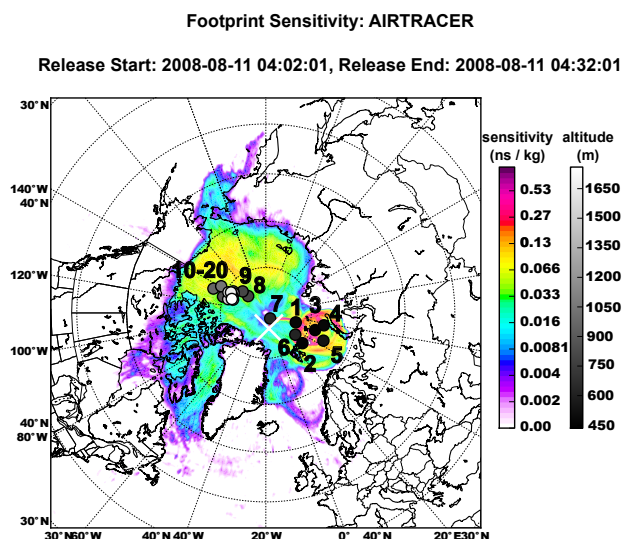 Footprint Sensitivity: AIRTRACER
Release Start: 2008-08-11 04:02:01, Release End: 2008-08-11 04:32:01
30°N
140°W
40°N
120°W
100°W
40°N
80°W
30°N
30°N60°W 40°W 20°W 0° 20°E 40°N 30°N
10-20 9 8
7 1 3 4
6 2 5
sensitivity altitude
(ns / kg) (m)
0.53 1650
0.27 1500
0.13 1350
0.066 1200
0.033 1050
0.016 900
0.0081 750
0.004 600
0.002 450
0.00